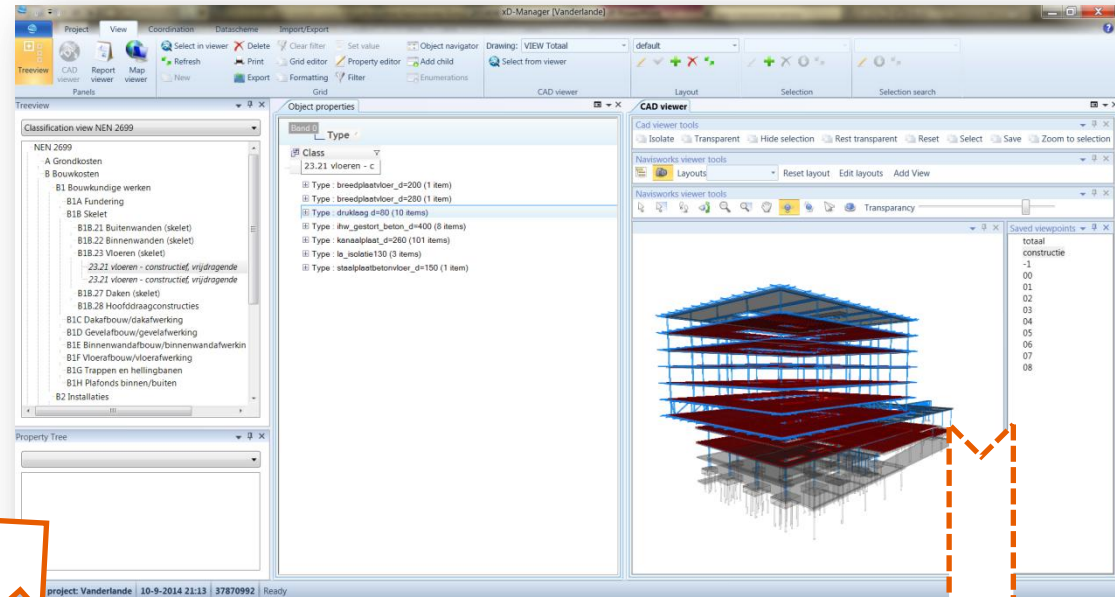 xD-Manager [Vanderlande]
Project View Coordination Datascheme Import/Export
Treeview CAD viewer Report viewer Map viewer
Panels
Select in viewer Delete
Refresh Print
New Export
Clear filter Set value Object navigator
Grid editor Property editor Add child
Formatting Filter Enumerations
Grid
Drawing: VIEW Totaal
Select from viewer
CAD viewer
default
Layout
Selection
Selection search
Treeview
Classification view NEN 2699
NEN 2699
A Grondkosten
B Bouwkosten
B1 Bouwkundige werken
B1A Fundering
B1B Skelet
B1B.21 Buitenwanden (skelet)
B1B.22 Binnenwanden (skelet)
B1B.23 Vloeren (skelet)
23.21 vloeren - constructief, vrijdragende
23.21 vloeren - constructief, vrijdragende
B1B.27 Daken (skelet)
B1B.28 Hoofddraagconstructies
B1C Dakafbouw/dakafwerking
B1D Gevelafbouw/gevelafwerking
B1E Binnenwandafbouw/binnenwandafwerkin
B1F Vloerafbouw/vloerafwerking
B1G Trappen en hellingbanen
B1H Plafonds binnen/buiten
B2 Installaties
Property Tree
Object properties
Band 0
Type
Class
23.21 vloeren - c
Type : breedplaatvloer_d=200 (1 item)
Type : breedplaatvloer_d=280 (1 item)
Type : druklaag d=80 (10 items)
Type : ihw_gestort_beton_d=400 (8 items)
Type : kanaalplaat_d=260 (101 items)
Type : la_isolatie130 (3 items)
Type : staalplaatbetonvloer_d=150 (1 item)
CAD viewer
Cad viewer tools
Isolate Transparent Hide selection Rest transparent Reset Select Save Zoom to selection
Navisworks viewer tools
Layouts Reset layout Edit layouts Add View
Navisworks viewer tools
Transparancy
Saved viewpoints
totaal
constructie
-1
00
01
02
03
04
05
06
07
08
project: Vanderlande 10-9-2014 21:13 37870992 Ready